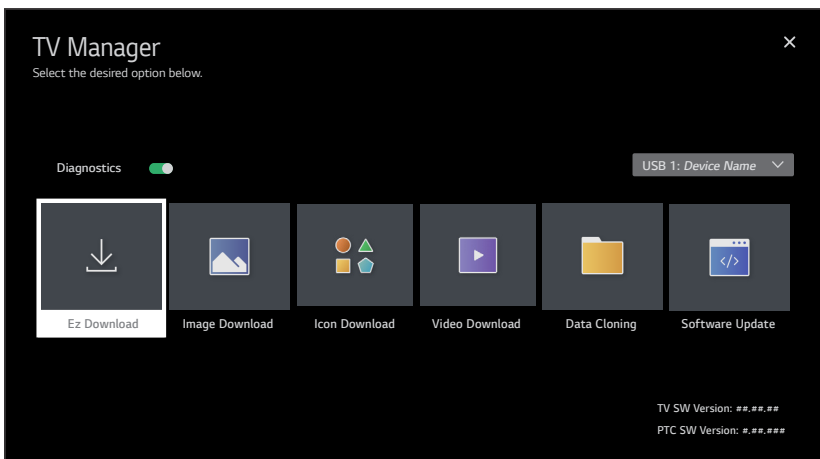 TV Manager
Select the desired option below.
Diagnostics
USB 1: Device Name
Ez Download
Image Download
Icon Download
Video Download
Data Cloning
Software Update
TV SW Version: ##.##.##
PTC SW Version: #.##.###